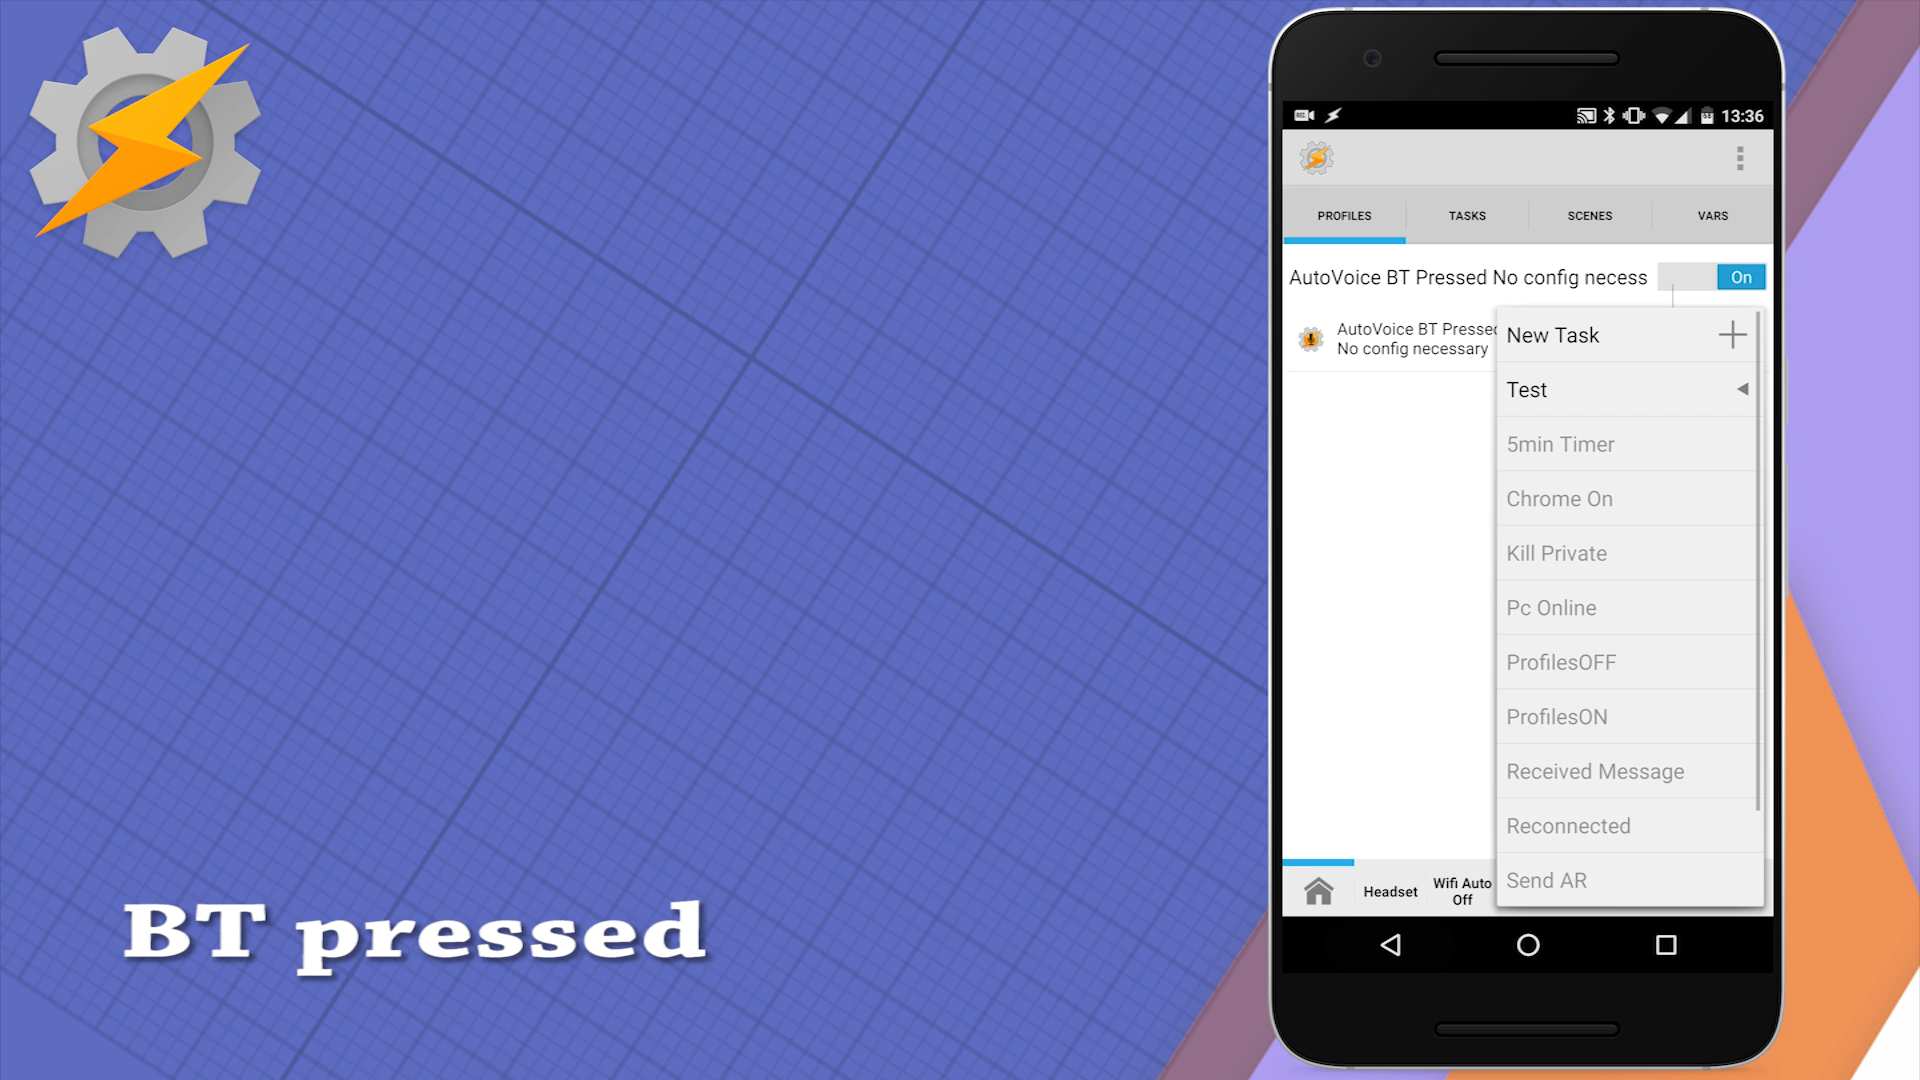 13:36
PROFILES
TASKS
SCENES
VARS
AutoVoice BT Pressed No config necess
On
AutoVoice BT Pressed
No config necessary
New Task
Test
5min Timer
Chrome On
Kill Private
Pc Online
ProfilesOFF
ProfilesON
Received Message
Reconnected
Send AR
Headset
Wifi Auto
Off
BT pressed